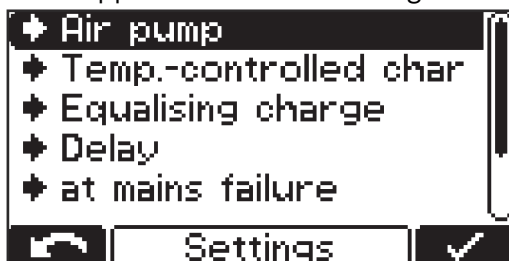 Air pump
Temp.-controlled char
Equalising charge
Delay
at mains failure
Settings